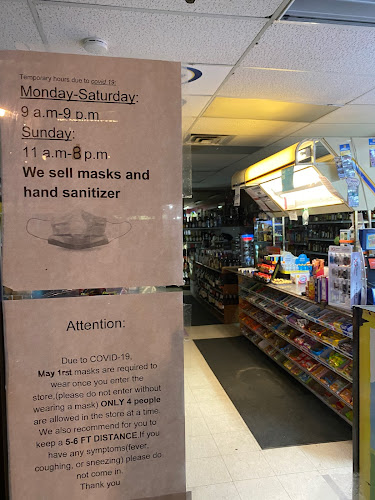 Temporary hours due to covid 19:
Monday-Saturday:
9 a.m-9 p.m
Sunday:
11 a.m-8 p.m
We sell masks and
hand sanitizer
Attention:
Due to COVID-19,
May 1rst masks are required to
wear once you enter the
store,(please do not enter without
wearing a mask) ONLY 4 people
are allowed in the store at a time.
We also recommend for you to
keep a 5-6 FT DISTANCE.If you
have any symptoms(fever,
coughing, or sneezing) please do
not come in.
Thank you